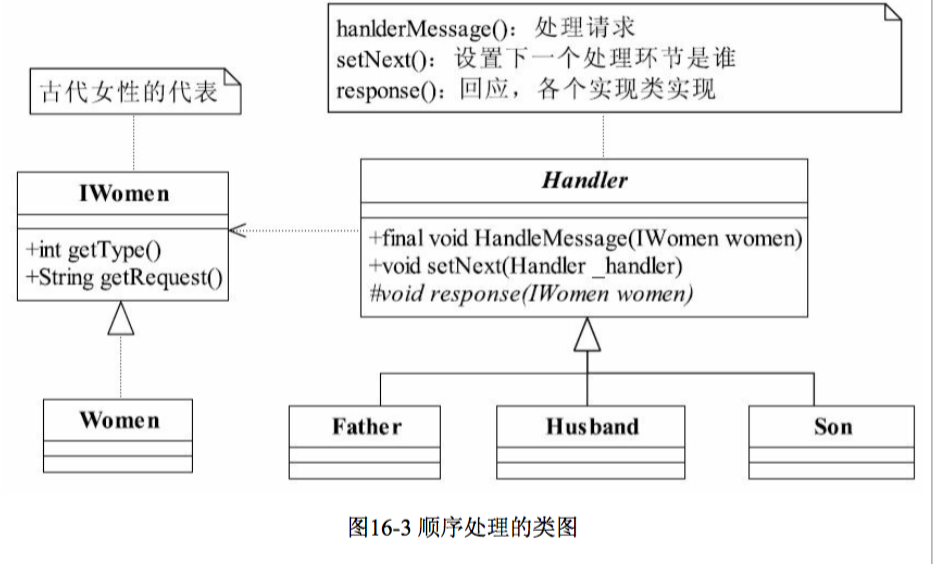 hanlderMessage()：处理请求
setNext()：设置下一个处理环节是谁
response()：回应，各个实现类实现
古代女性的代表
IWomen
+int getType()
+String getRequest()
Handler
+final void HandleMessage(IWomen women)
+void setNext(Handler _handler)
#void response(IWomen women)
Women
Father
Husband
Son
图16-3 顺序处理的类图